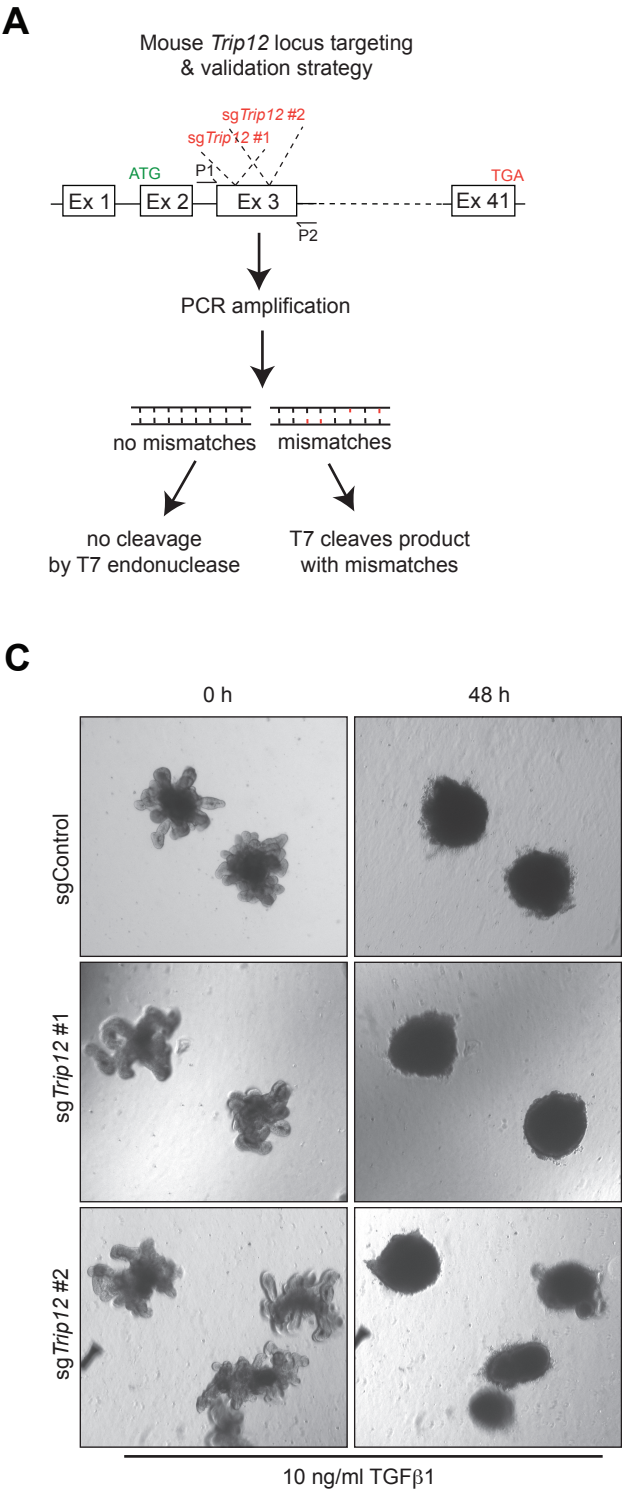 A
Mouse Trip12 locus targeting
& validation strategy
sgTrip12 #2
sgTrip12 #1
ATG
P1
TGA
Ex 1
Ex 2
Ex 3
Ex 41
P2
PCR amplification
no mismatches
mismatches
no cleavage
by T7 endonuclease
T7 cleaves product
with mismatches
C
0 h
48 h
sgControl
sgTrip12 #1
sgTrip12 #2
10 ng/ml TGFβ1